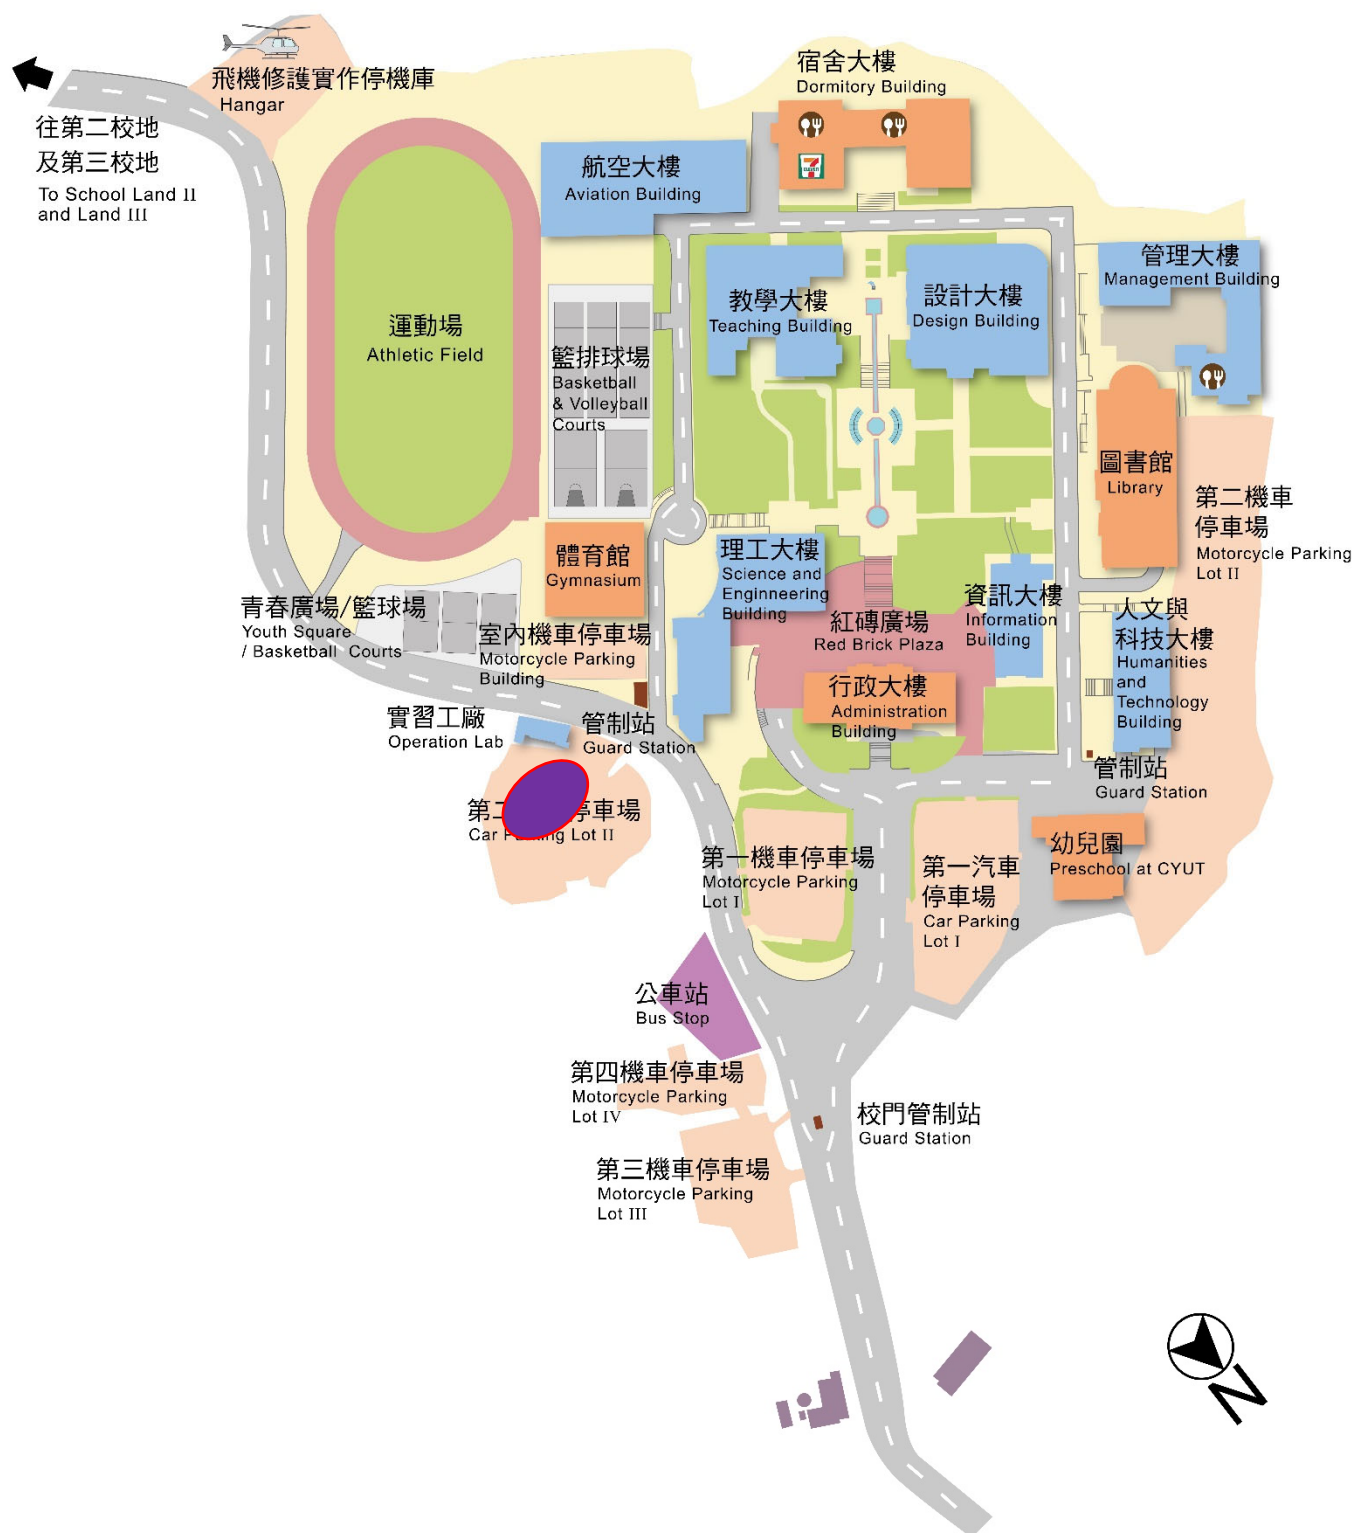 飛機修護實作停機庫
Hangar
往第二校地
及第三校地
To School Land II
and Land III
宿舍大樓
Dormitory Building
7
ELEVEN
航空大樓
Aviation Building
管理大樓
Management Building
教學大樓
Teaching Building
設計大樓
Design Building
運動場
Athletic Field
籃排球場
Basketball
& Volleyball
Courts
圖書館
Library
第二機車
停車場
Motorcycle Parking
Lot II
體育館
Gymnasium
理工大樓
Science and
Enginneering
Building
資訊大樓
Information
Building
人文與
科技大樓
Humanities
and
Technology
Building
青春廣場/籃球場
Youth Square
/ Basketball Courts
室內機車停車場
Motorcycle Parking
Building
紅磚廣場
Red Brick Plaza
行政大樓
Administration
Building
實習工廠
Operation Lab
管制站
Guard Station
管制站
Guard Station
第二 停車場
Car Lot II
第一機車停車場
Motorcycle Parking
Lot I
第一汽車
停車場
Car Parking
Lot I
幼兒園
Preschool at CYUT
公車站
Bus Stop
第四機車停車場
Motorcycle Parking
Lot IV
校門管制站
Guard Station
第三機車停車場
Motorcycle Parking
Lot III
N